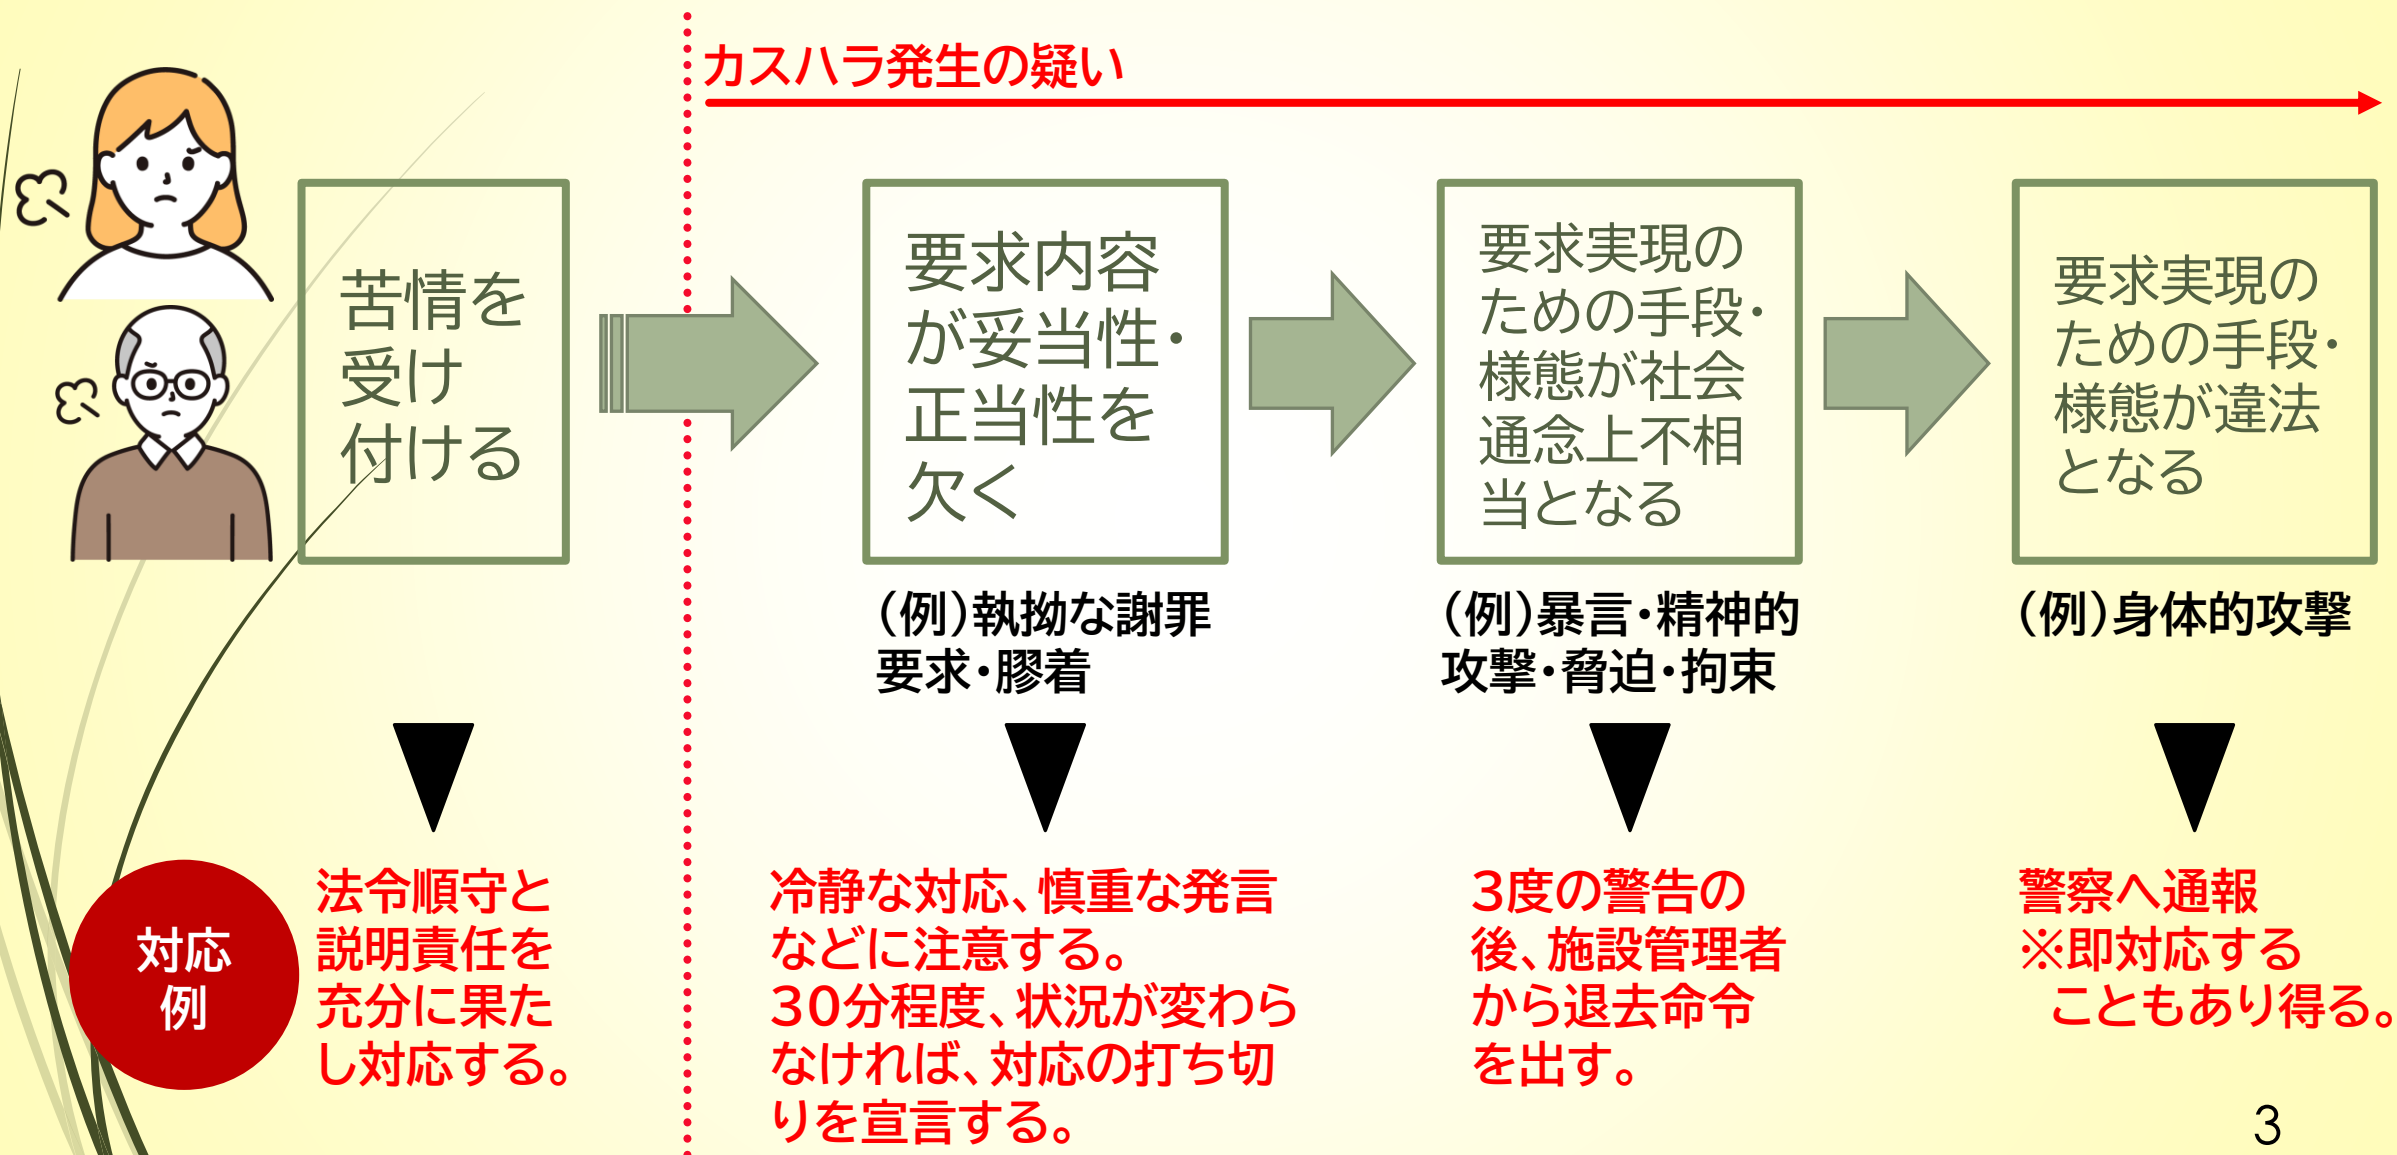 カスハラ発生の疑い
苦情を
受け
付ける
要求内容
が妥当性・
正当性を
欠く
要求実現の
ための手段・
様態が社会
通念上不相
当となる
要求実現の
ための手段・
様態が違法
となる
（例）執拗な謝罪
要求・膠着
（例）暴言・精神的
攻撃・脅迫・拘束
（例）身体的攻撃
対応
例
法令順守と
説明責任を
充分に果た
し対応する。
冷静な対応、慎重な発言
などに注意する。
３０分程度、状況が変わら
なければ、対応の打ち切
りを宣言する。
３度の警告の
後、施設管理者
から退去命令
を出す。
警察へ通報
※即対応する
こともあり得る。
3